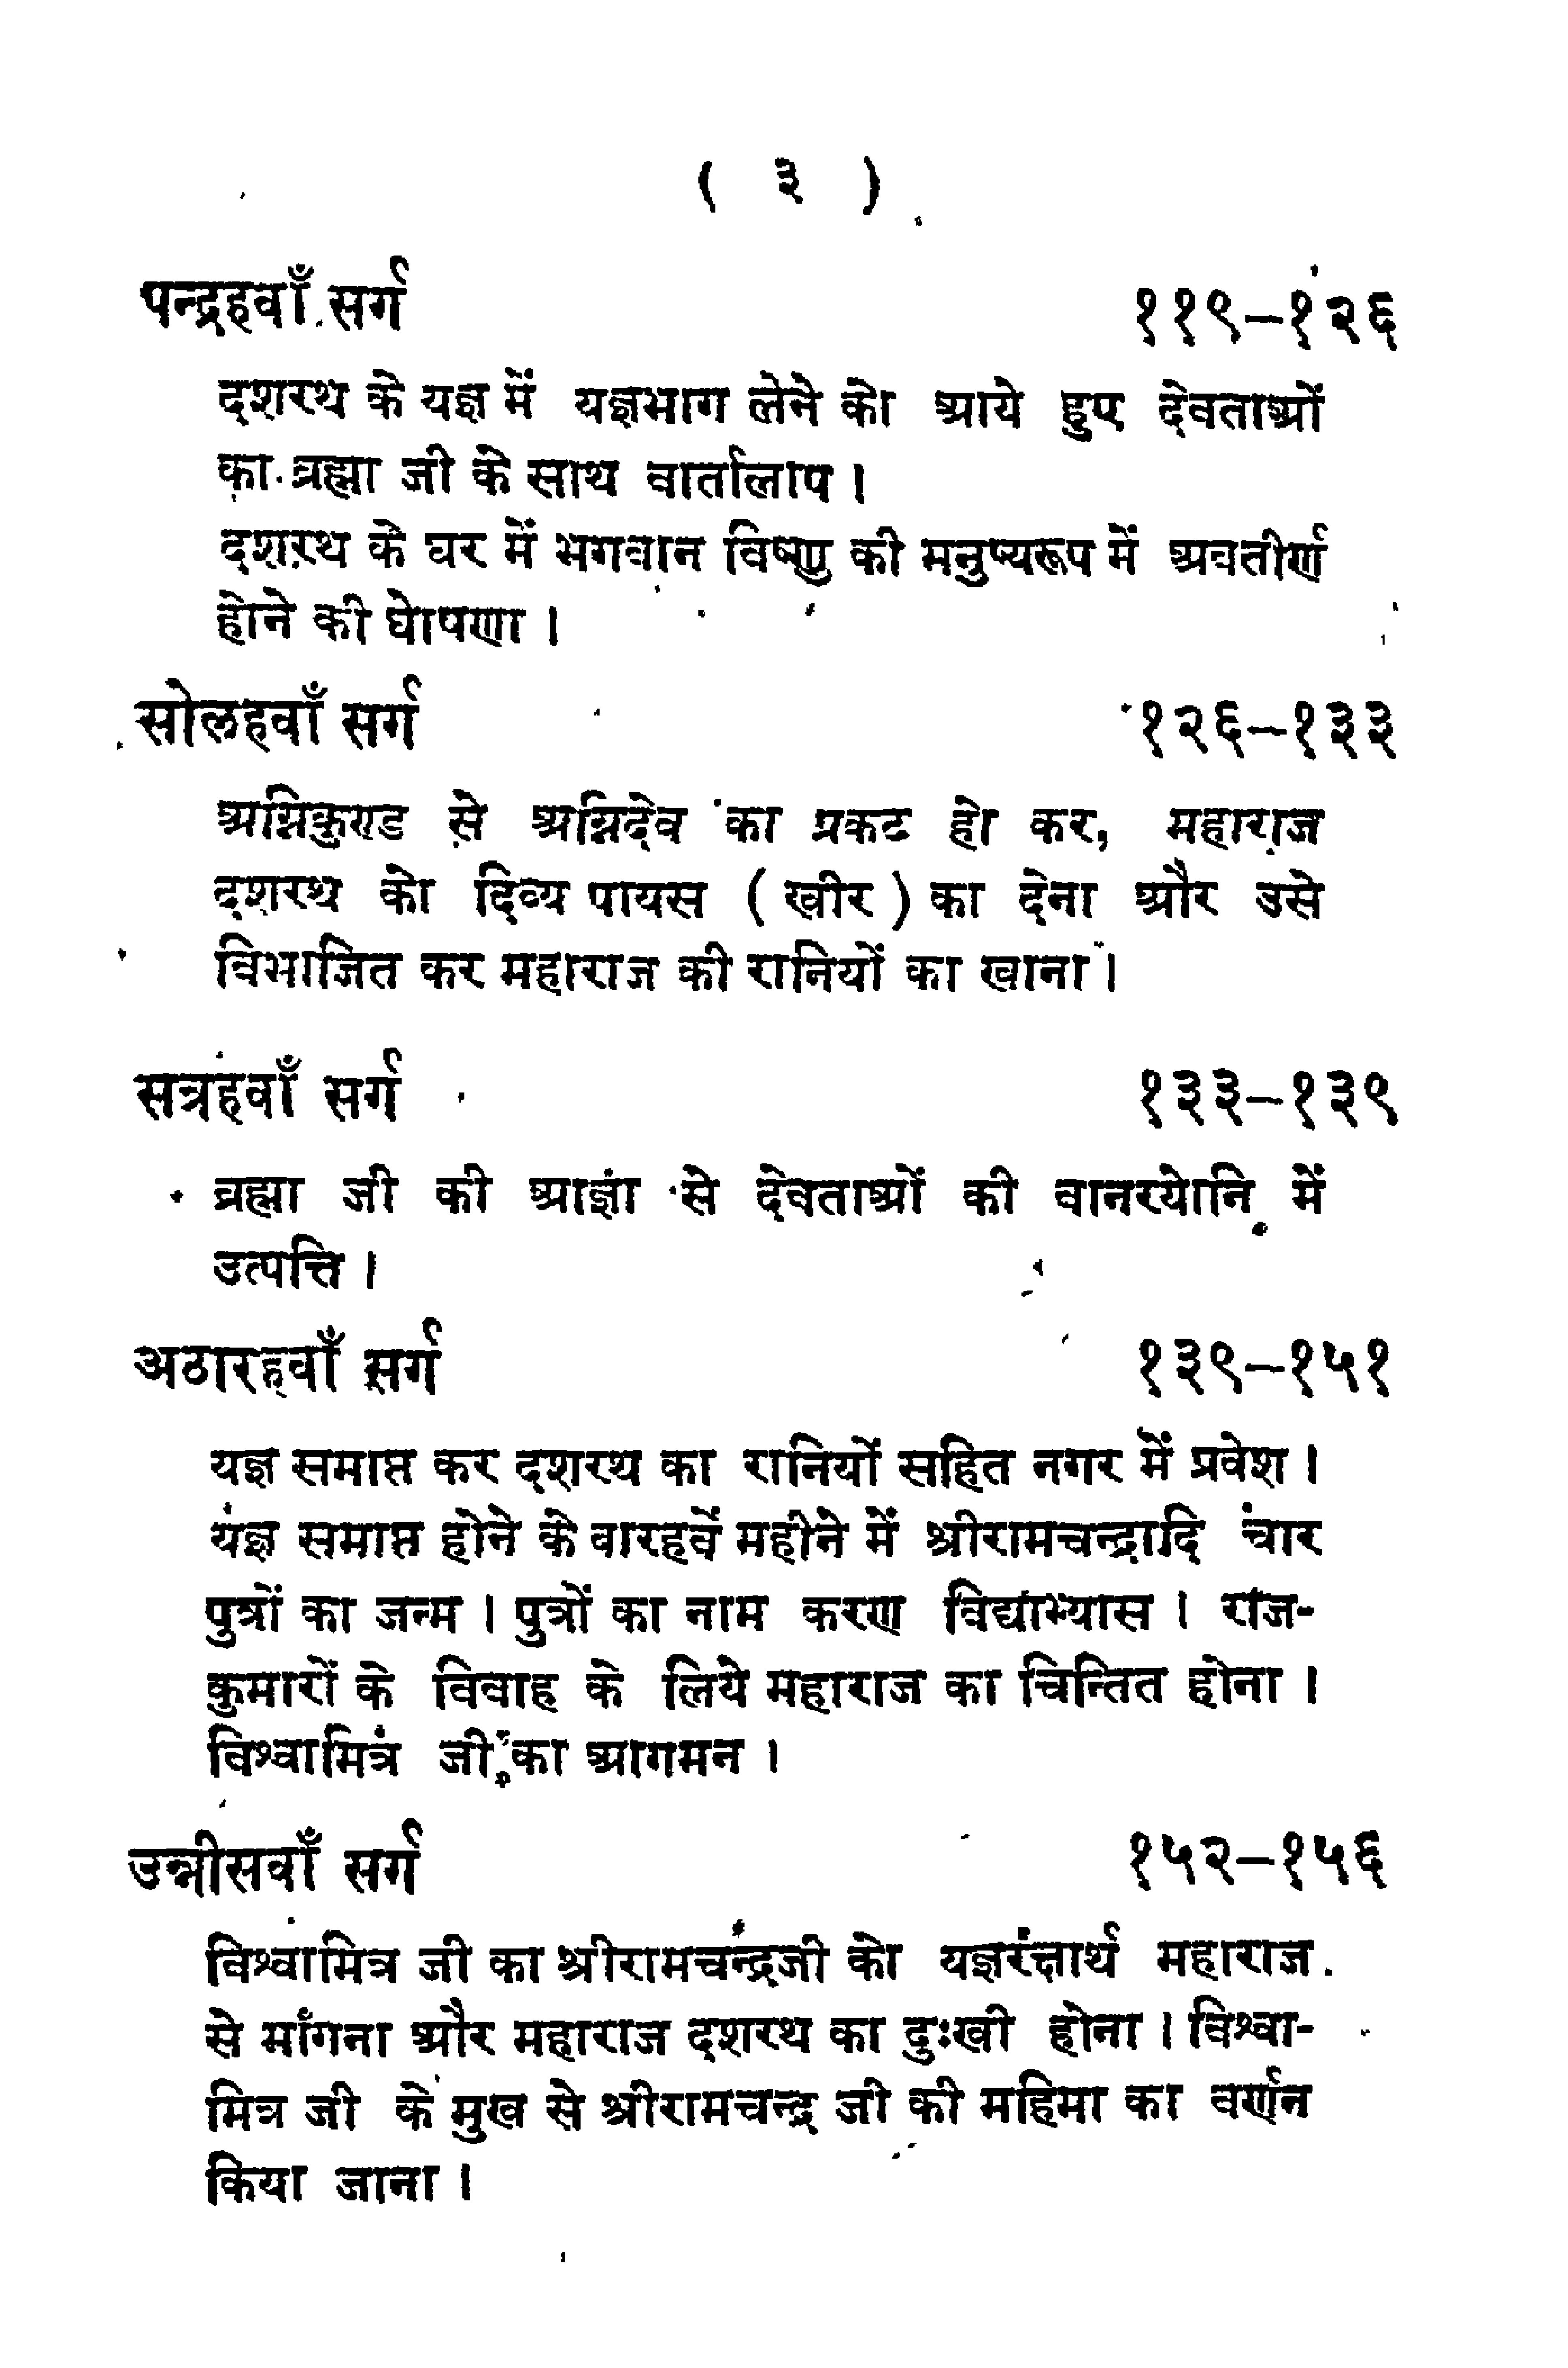 ( ३ )
पन्द्रहवाँ सर्ग ११९–१२६
दशरथ के यज्ञ में यज्ञभाग लेने को आये हुए देवताओं
का ब्रह्मा जी के साथ वार्तालाप ।
दशरथ के घर में भगवान विष्णु की मनुष्यरूप में अवतीर्ण
होने की घोषणा ।
सोलहवाँ सर्ग १२६–१३३
अग्निकुण्ड से अग्निदेव का प्रकट हो कर, महाराज
दशरथ को दिव्य पायस ( खीर ) का देना और उसे
विभाजित कर महाराज की रानियों का खाना ।
सत्रहवाँ सर्ग १३३–१३९
ब्रह्मा जी की आज्ञा से देवताओं की वानरयोनि में
उत्पत्ति ।
अठारहवाँ सर्ग १३९–१५१
यज्ञ समाप्त कर दशरथ का रानियों सहित नगर में प्रवेश ।
यज्ञ समाप्त होने के वारहवें महीने में श्रीरामचन्द्रादि चार
पुत्रों का जन्म । पुत्रों का नाम करण विद्याभ्यास । राज-
कुमारों के विवाह के लिये महाराज का चिन्तित होना ।
विश्वामित्र जी का आगमन ।
उन्नीसवाँ सर्ग १५२–१५६
विश्वामित्र जी का श्रीरामचन्द्रजी को यज्ञरक्षार्थ महाराज
से माँगना और महाराज दशरथ का दुःखी होना । विश्वा-
मित्र जी के मुख से श्रीरामचन्द्र जी की महिमा का वर्णन
किया जाना ।